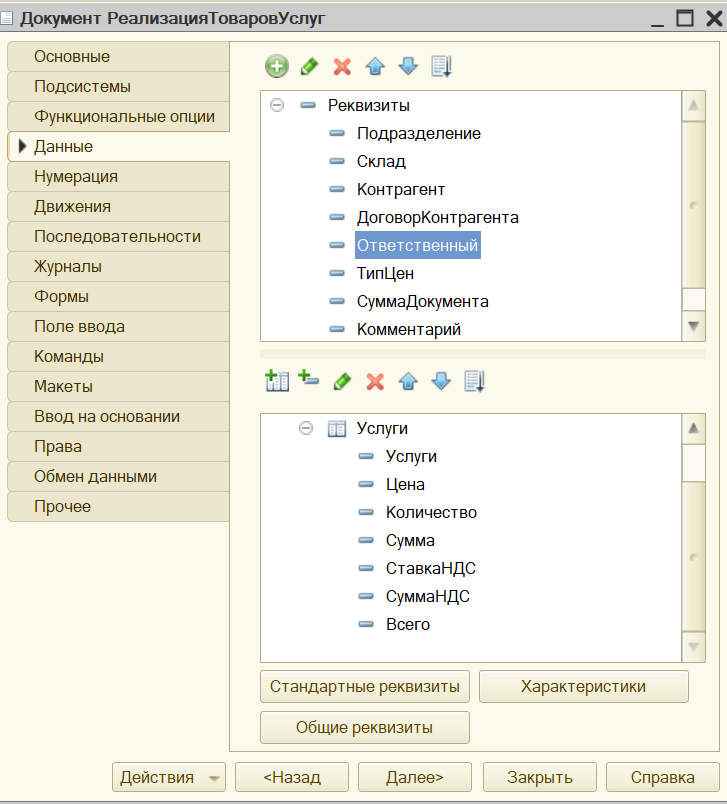 Документ РеализацияТоваровУслуг
Основные
Подсистемы
Функциональные опции
Данные
Нумерация
Движения
Последовательности
Журналы
Формы
Поле ввода
Команды
Макеты
Ввод на основании
Права
Обмен данными
Прочее
Реквизиты
Подразделение
Склад
Контрагент
ДоговорКонтрагента
Ответственный
ТипЦен
СуммаДокумента
Комментарий
Услуги
Услуги
Цена
Количество
Сумма
СтавкаНДС
СуммаНДС
Всего
Стандартные реквизиты
Характеристики
Общие реквизиты
Действия
<Назад
Далее>
Закрыть
Справка